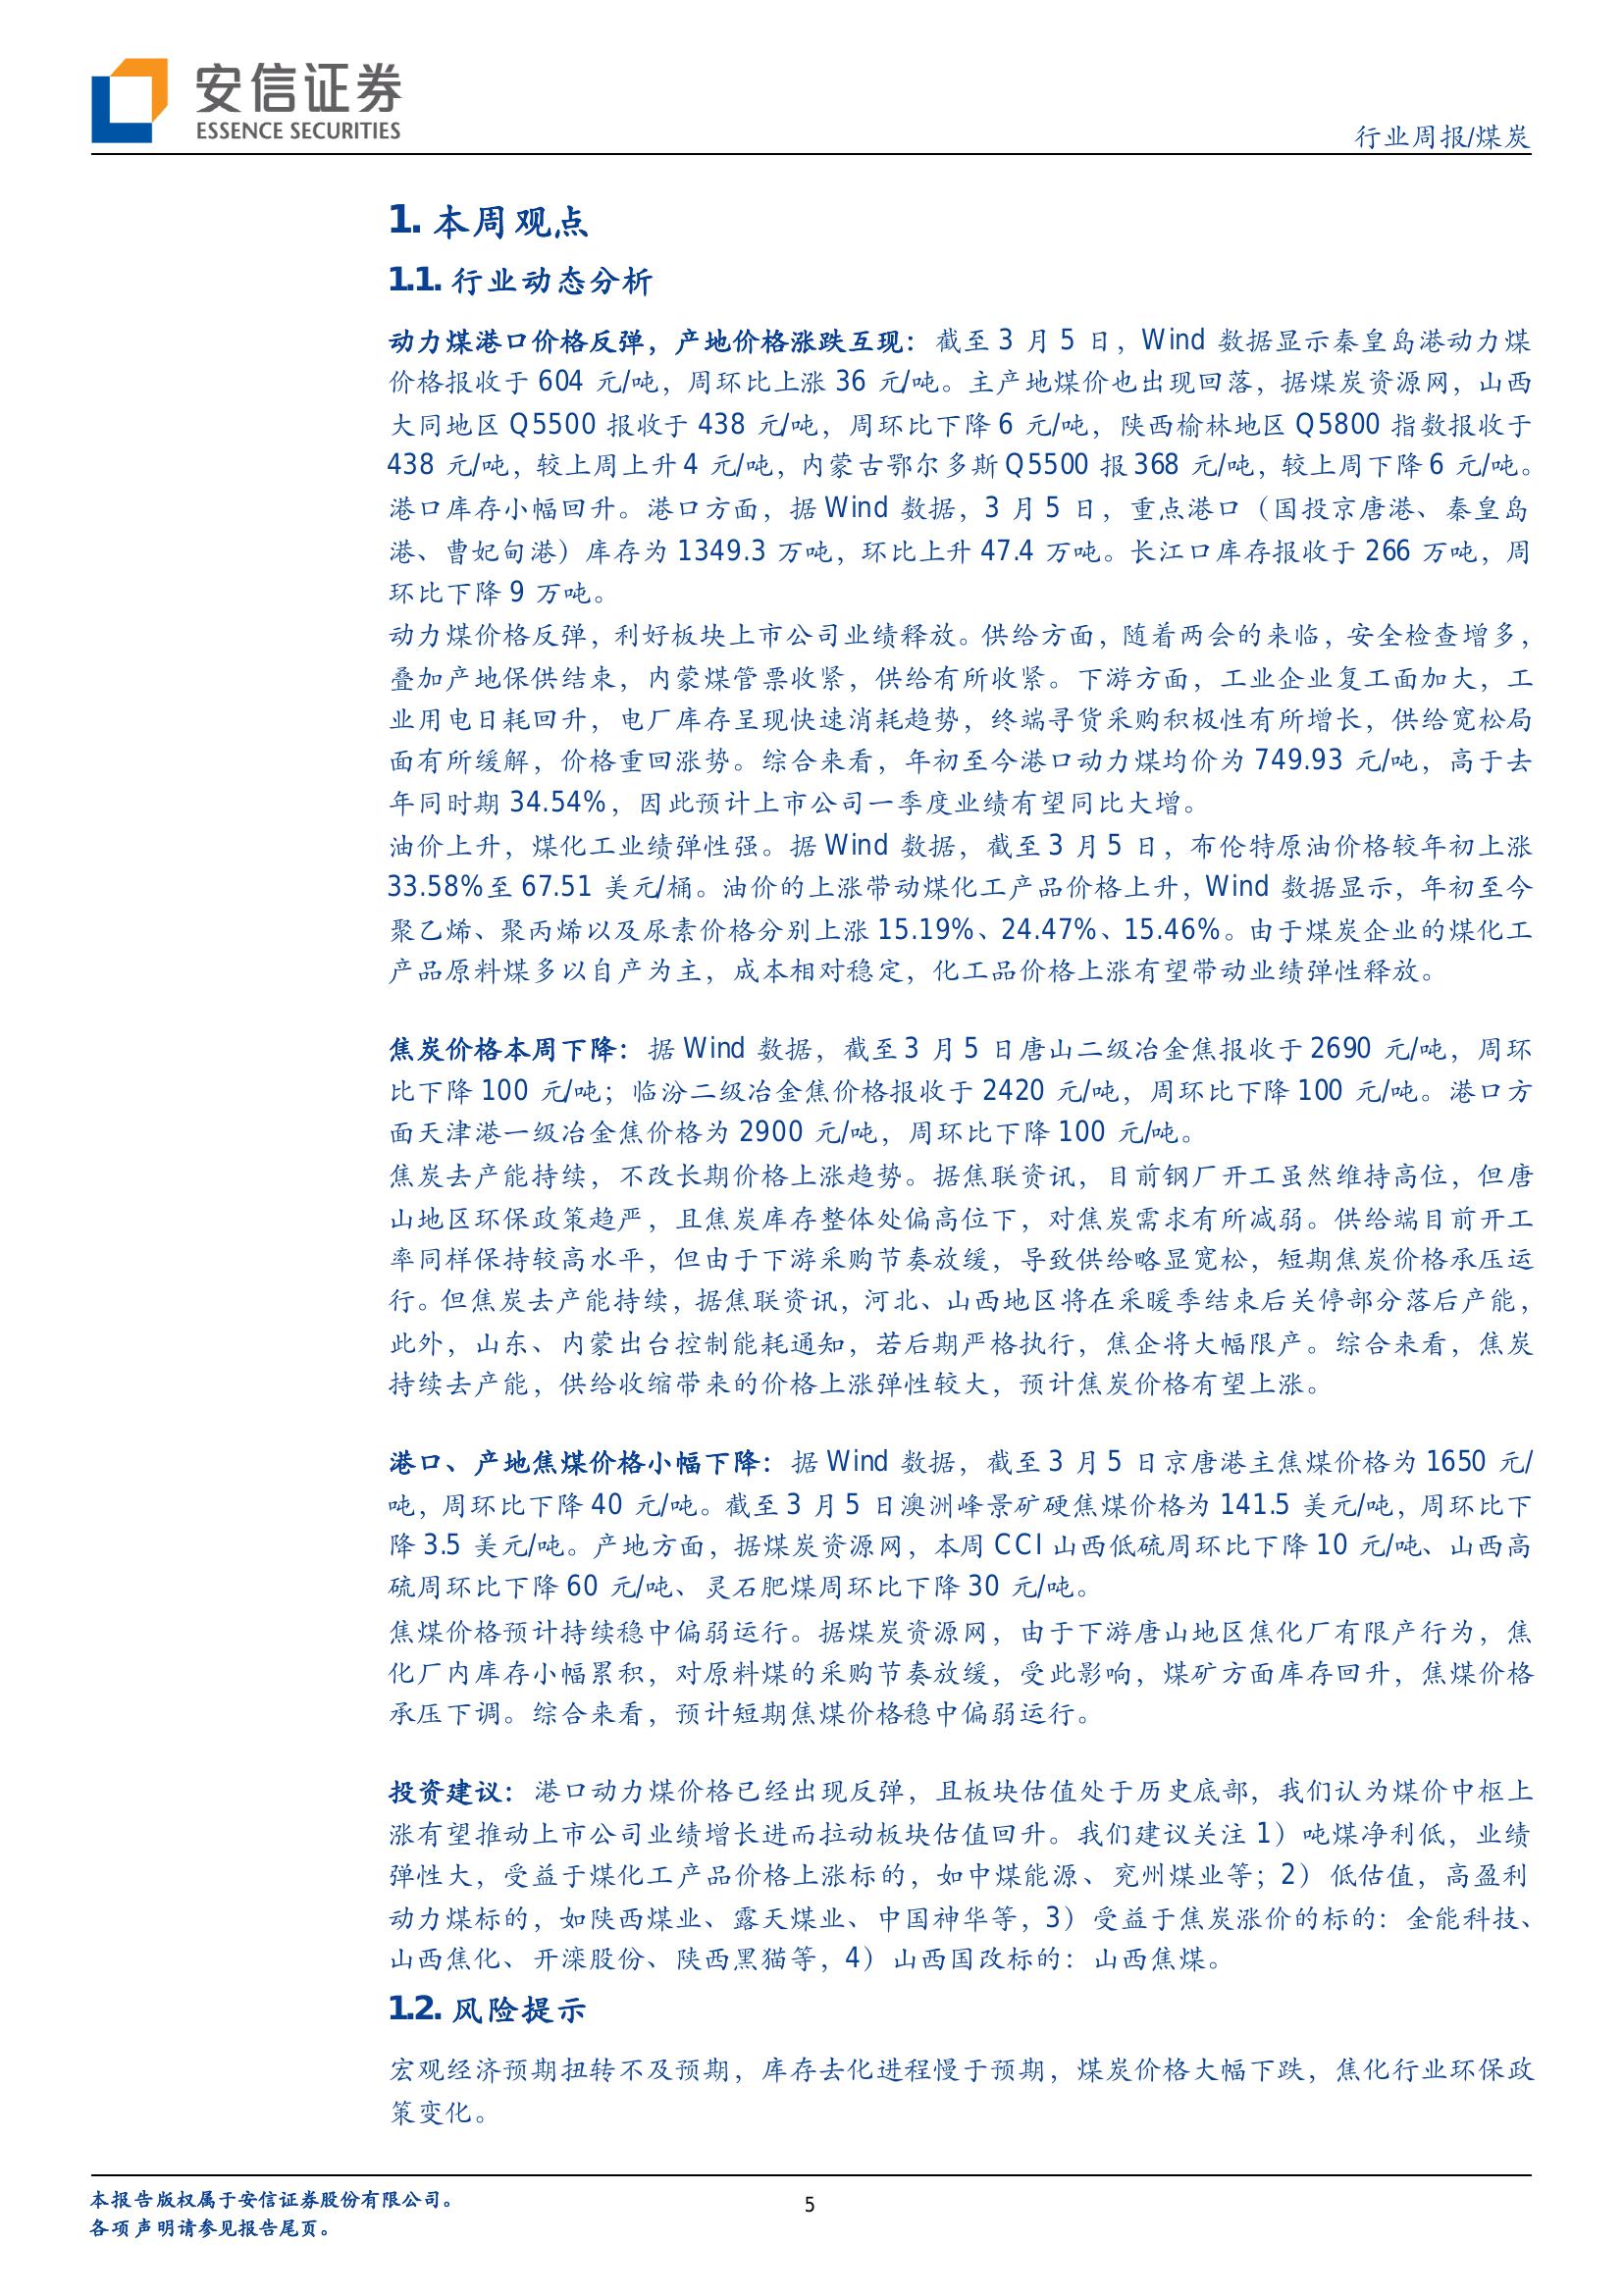 安信证券
ESSENCE SECURITIES
行业周报/煤炭
1. 本周观点
1.1. 行业动态分析
动力煤港口价格反弹，产地价格涨跌互现：截至 3 月 5 日，Wind 数据显示秦皇岛港动力煤
价格报收于 604 元/吨，周环比上涨 36 元/吨。主产地煤价也出现回落，据煤炭资源网，山西
大同地区 Q5500 报收于 438 元/吨，周环比下降 6 元/吨，陕西榆林地区 Q5800 指数报收于
438 元/吨，较上周上升 4 元/吨，内蒙古鄂尔多斯 Q5500 报 368 元/吨，较上周下降 6 元/吨。
港口库存小幅回升。港口方面，据 Wind 数据，3 月 5 日，重点港口（国投京唐港、秦皇岛
港、曹妃甸港）库存为 1349.3 万吨，环比上升 47.4 万吨。长江口库存报收于 266 万吨，周
环比下降 9 万吨。
动力煤价格反弹，利好板块上市公司业绩释放。供给方面，随着两会的来临，安全检查增多，
叠加产地保供结束，内蒙煤管票收紧，供给有所收紧。下游方面，工业企业复工面加大，工
业用电日耗回升，电厂库存呈现快速消耗趋势，终端寻货采购积极性有所增长，供给宽松局
面有所缓解，价格重回涨势。综合来看，年初至今港口动力煤均价为 749.93 元/吨，高于去
年同时期 34.54%，因此预计上市公司一季度业绩有望同比大增。
油价上升，煤化工业绩弹性强。据 Wind 数据，截至 3 月 5 日，布伦特原油价格较年初上涨
33.58%至 67.51 美元/桶。油价的上涨带动煤化工产品价格上升，Wind 数据显示，年初至今
聚乙烯、聚丙烯以及尿素价格分别上涨 15.19%、24.47%、15.46%。由于煤炭企业的煤化工
产品原料煤多以自产为主，成本相对稳定，化工品价格上涨有望带动业绩弹性释放。
焦炭价格本周下降：据 Wind 数据，截至 3 月 5 日唐山二级冶金焦报收于 2690 元/吨，周环
比下降 100 元/吨；临汾二级冶金焦价格报收于 2420 元/吨，周环比下降 100 元/吨。港口方
面天津港一级冶金焦价格为 2900 元/吨，周环比下降 100 元/吨。
焦炭去产能持续，不改长期价格上涨趋势。据焦联资讯，目前钢厂开工虽然维持高位，但唐
山地区环保政策趋严，且焦炭库存整体处偏高位下，对焦炭需求有所减弱。供给端目前开工
率同样保持较高水平，但由于下游采购节奏放缓，导致供给略显宽松，短期焦炭价格承压运
行。但焦炭去产能持续，据焦联资讯，河北、山西地区将在采暖季结束后关停部分落后产能，
此外，山东、内蒙出台控制能耗通知，若后期严格执行，焦企将大幅限产。综合来看，焦炭
持续去产能，供给收缩带来的价格上涨弹性较大，预计焦炭价格有望上涨。
港口、产地焦煤价格小幅下降：据 Wind 数据，截至 3 月 5 日京唐港主焦煤价格为 1650 元/
吨，周环比下降 40 元/吨。截至 3 月 5 日澳洲峰景矿硬焦煤价格为 141.5 美元/吨，周环比下
降 3.5 美元/吨。产地方面，据煤炭资源网，本周 CCI 山西低硫周环比下降 10 元/吨、山西高
硫周环比下降 60 元/吨、灵石肥煤周环比下降 30 元/吨。
焦煤价格预计持续稳中偏弱运行。据煤炭资源网，由于下游唐山地区焦化厂有限产行为，焦
化厂内库存小幅累积，对原料煤的采购节奏放缓，受此影响，煤矿方面库存回升，焦煤价格
承压下调。综合来看，预计短期焦煤价格稳中偏弱运行。
投资建议：港口动力煤价格已经出现反弹，且板块估值处于历史底部，我们认为煤价中枢上
涨有望推动上市公司业绩增长进而拉动板块估值回升。我们建议关注 1）吨煤净利低，业绩
弹性大，受益于煤化工产品价格上涨标的，如中煤能源、兖州煤业等；2）低估值，高盈利
动力煤标的，如陕西煤业、露天煤业、中国神华等，3）受益于焦炭涨价的标的：金能科技、
山西焦化、开滦股份、陕西黑猫等，4）山西国改标的：山西焦煤。
1.2. 风险提示
宏观经济预期扭转不及预期，库存去化进程慢于预期，煤炭价格大幅下跌，焦化行业环保政
策变化。
本报告版权属于安信证券股份有限公司。
各项声明请参见报告尾页。
5